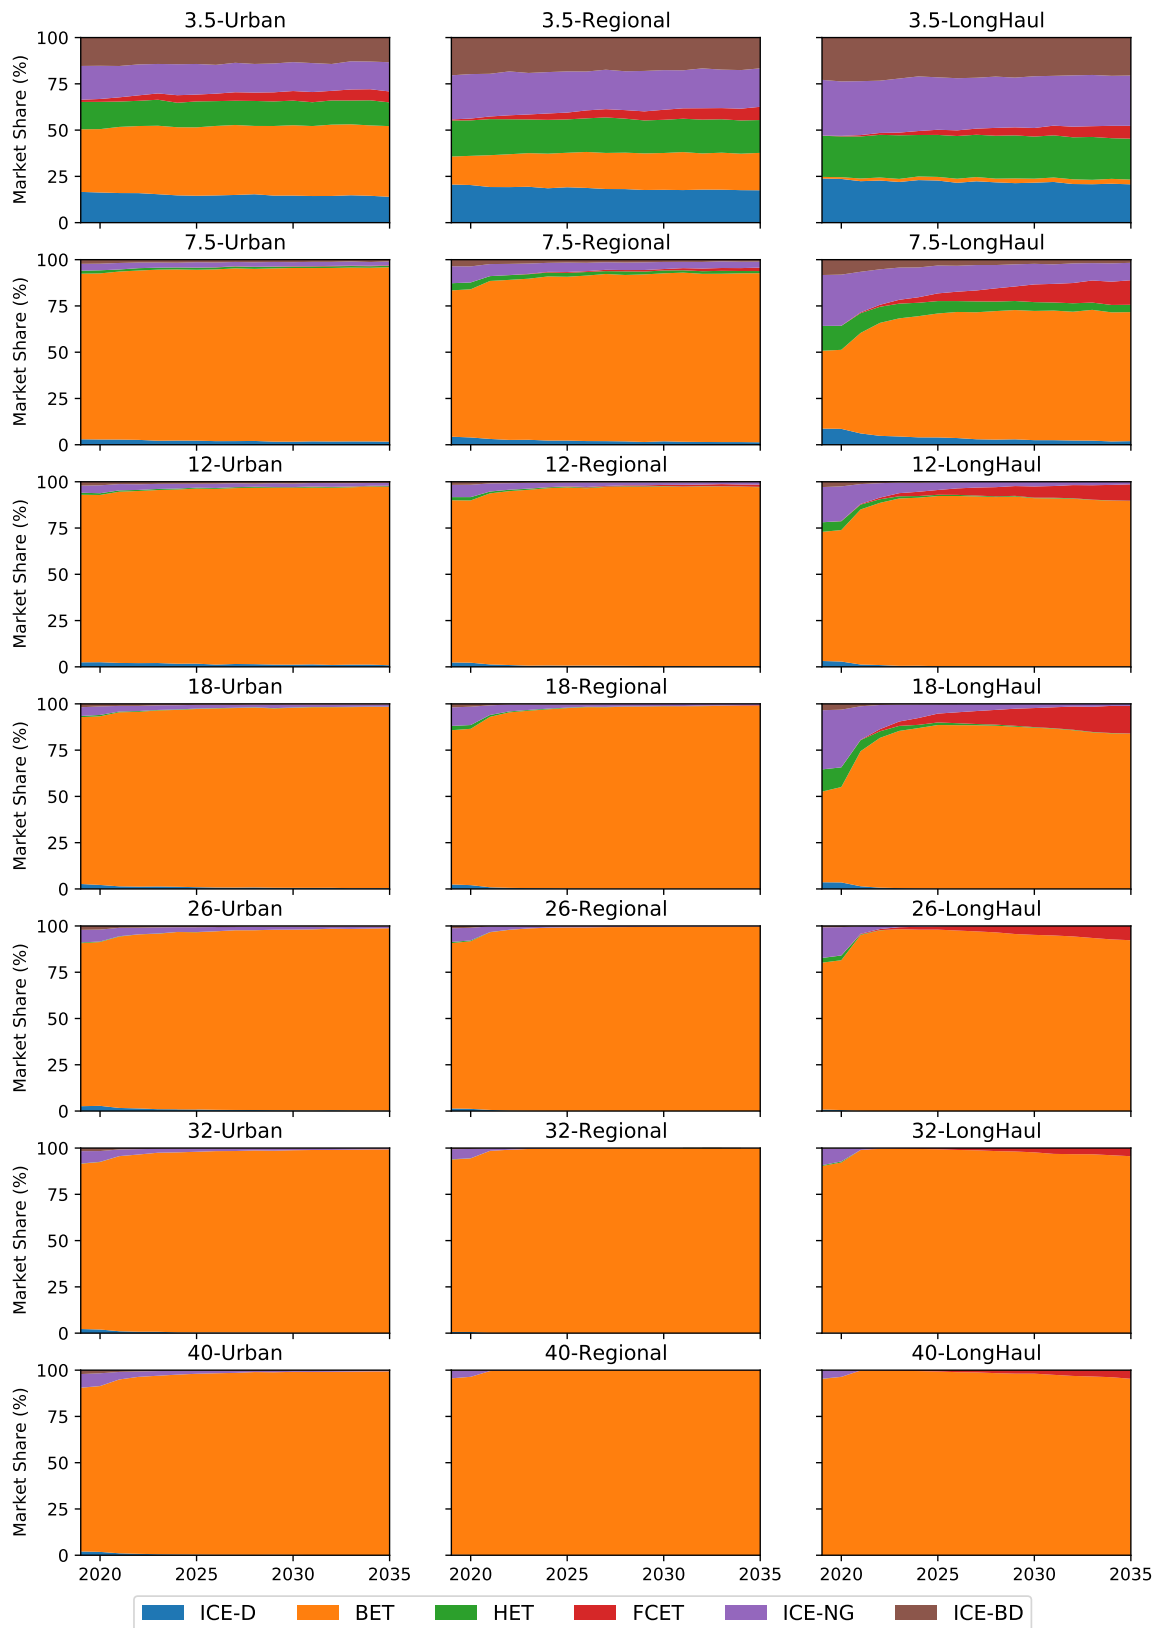 3.5-Urban 3.5-Regional 3.5-LongHaul
Market Share (%)
100
75
50
25
0
7.5-Urban 7.5-Regional 7.5-LongHaul
Market Share (%)
100
75
50
25
0
12-Urban 12-Regional 12-LongHaul
Market Share (%)
100
75
50
25
0
18-Urban 18-Regional 18-LongHaul
Market Share (%)
100
75
50
25
0
26-Urban 26-Regional 26-LongHaul
Market Share (%)
100
75
50
25
0
32-Urban 32-Regional 32-LongHaul
Market Share (%)
100
75
50
25
0
40-Urban 40-Regional 40-LongHaul
Market Share (%)
100
75
50
25
0
2020 2025 2030 2035 2020 2025 2030 2035 2020 2025 2030 2035
ICE-D BET HET FCET ICE-NG ICE-BD